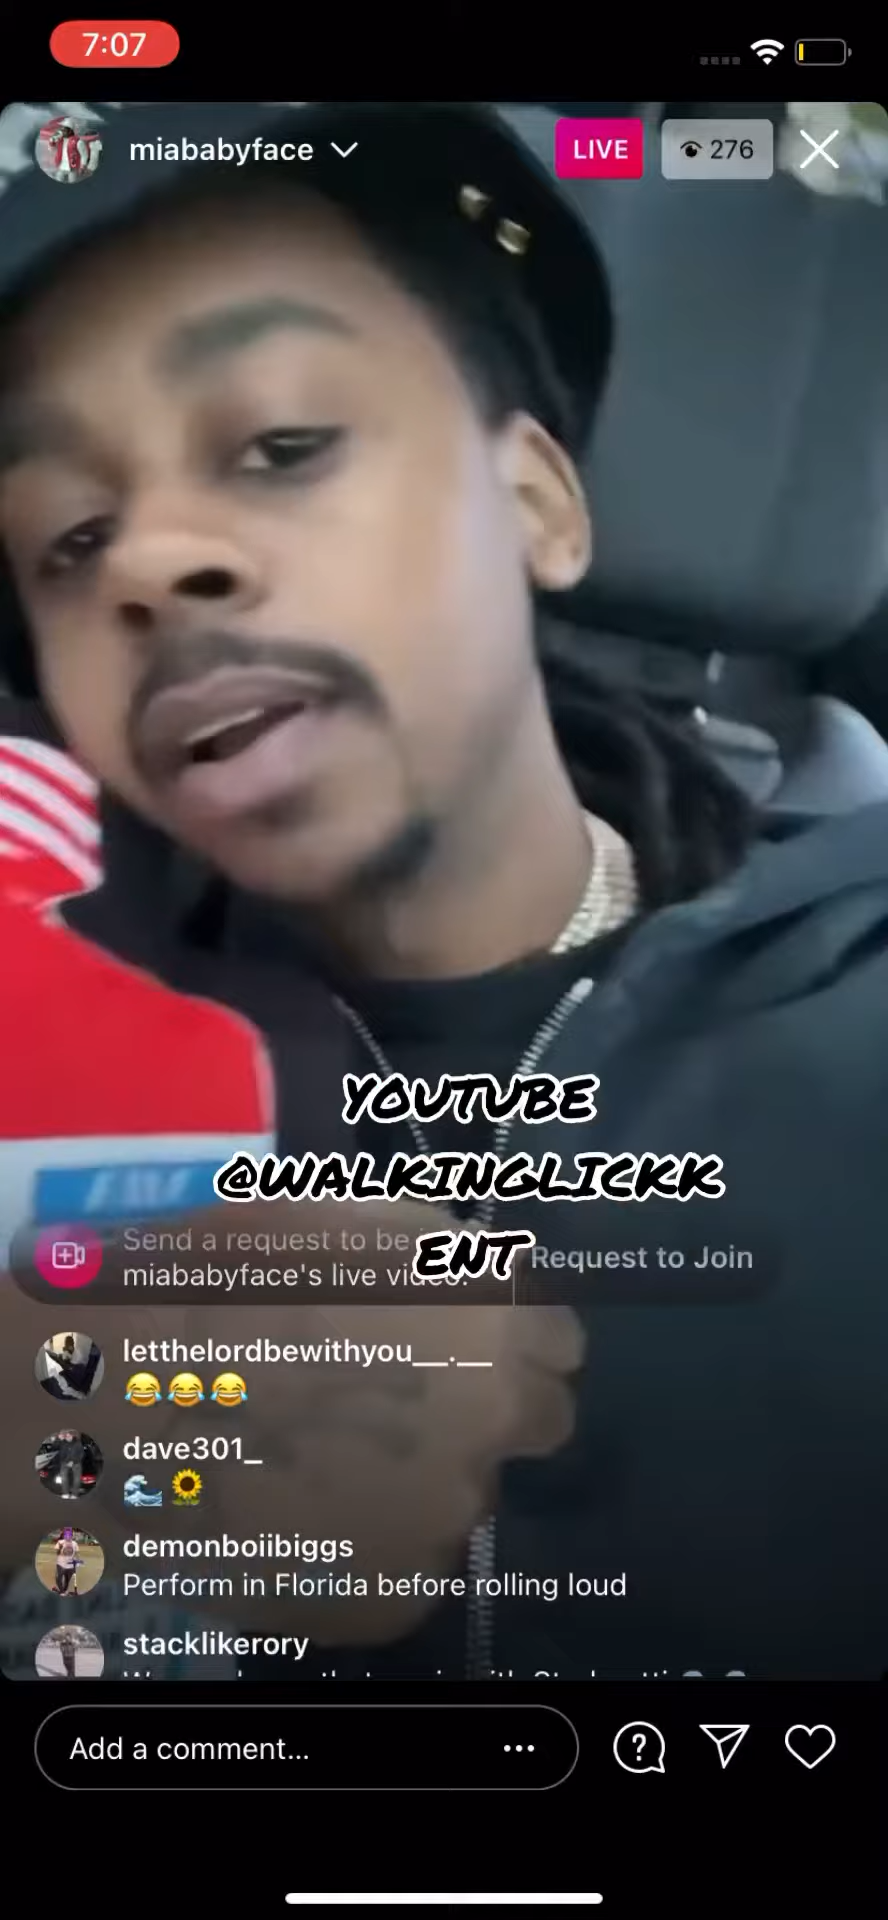 7:07
miababyface
LIVE
276
YOUTUBE
@WALKINGLICKK
ENT
Send a request to be
miababyface's live video.
Request to Join
letthelordbewithyou__.__
😂😂😂
dave301_
🌊🌻
demonboiibiggs
Perform in Florida before rolling loud
stacklikerory
Add a comment...